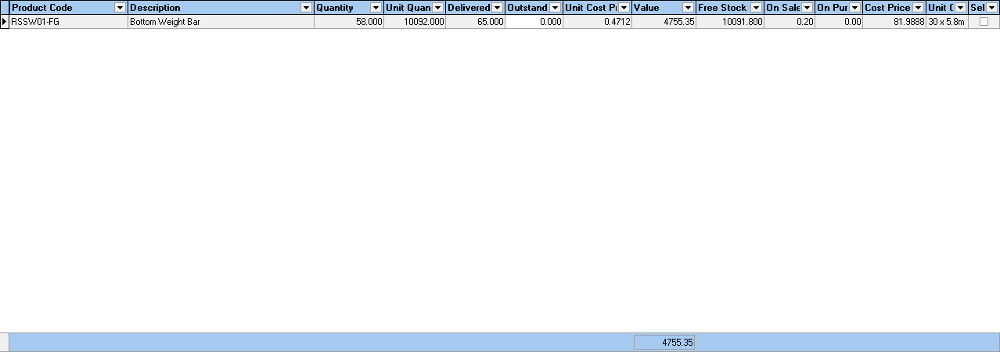 Product Code Description Quantity Unit Quan Delivered Outstand Unit Cost Pr Value Free Stock On Sale On Pur Cost Price Unit C Sel
RSSW01-FG Bottom Weight Bar 58.000 10092.000 65.000 0.000 0.4712 4755.35 10091.800 0.20 0.00 81.9888 30 x 5.8m
4755.35